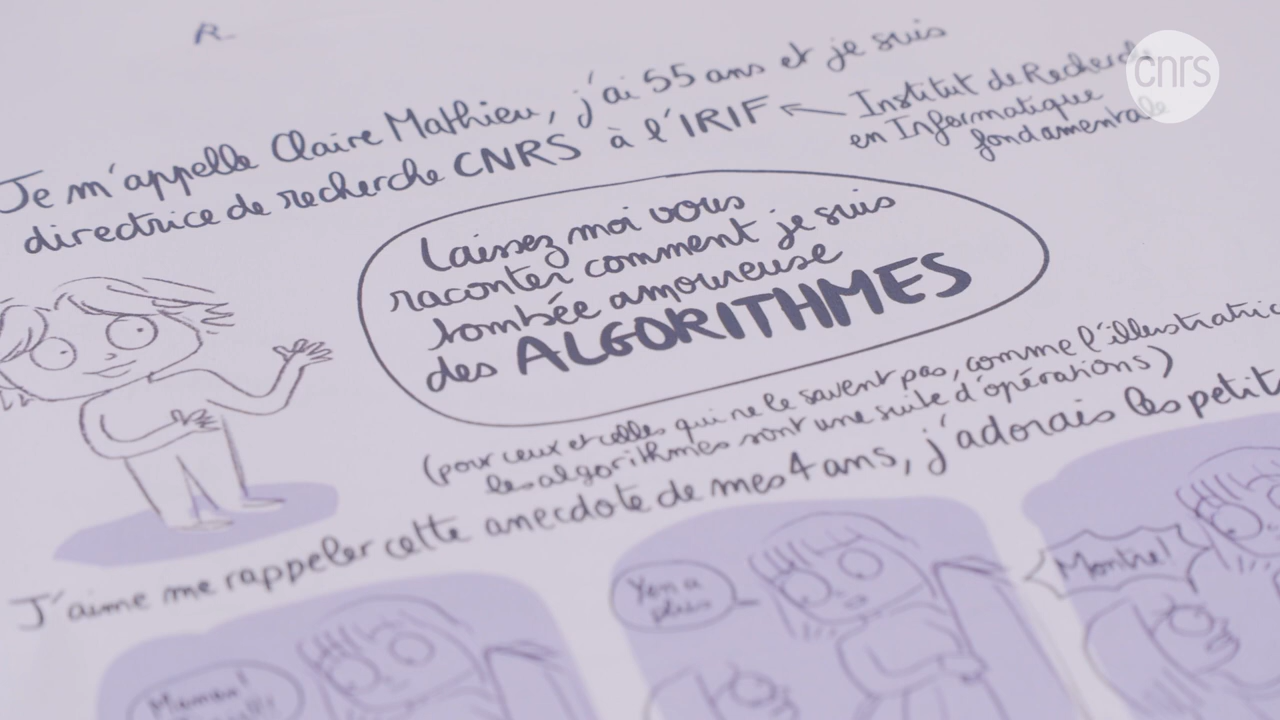 cnrs
Je m'appelle Claire Mathieu, j'ai 55 ans et je suis
directrice de recherche CNRS à l'IRIF
Institut de Recherche
en Informatique
fondamentale
Laissez moi vous
raconter comment je suis
tombée amoureuse
des ALGORITHMES
(pour ceux et celles qui ne le savent pas, comme l'illustratric
les algorithmes sont une suite d'opérations)
J'aime me rappeler cette anecdote de mes 4 ans, j'adorais les petits
Maman!
Y en a
plus
Montre!